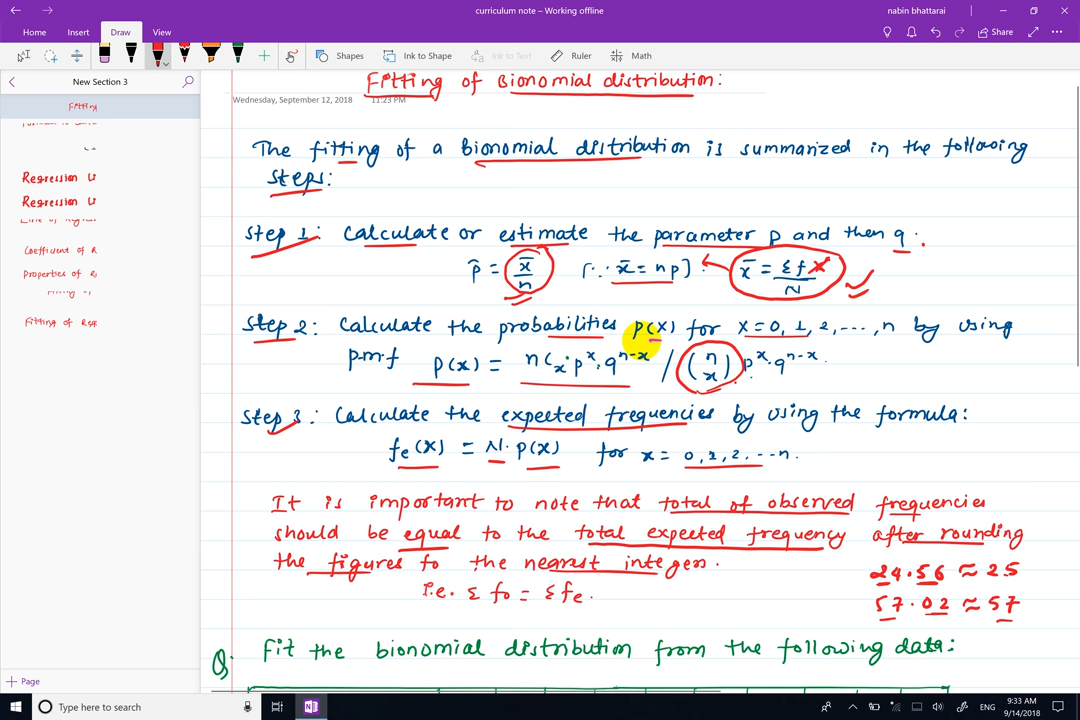 curriculum note – Working offline
nabin bhattarai
Home Insert Draw View
Share
Shapes Ink to Shape Ink to Text Ruler Math
New Section 3
Fitting
Regression
Regression
Coefficient of R
Properties of
Fitting of
Page
Fitting of Bionomial distribution:
Wednesday, September 12, 2018 11:23 PM
The fitting of a bionomial distribution is summarized in the following
steps:
Step 1: Calculate or estimate the parameter p and then q.
p̂ = x̄/n [∵ x̄ = np] x̄ = Σfx/N
Step 2: Calculate the probabilities P(x) for x=0, 1, 2, ..., n by using
p.m.f P(x) = nCx p^x. q^n-x / (n x) p^x. q^n-x.
Step 3: Calculate the expected frequencies by using the formula:
fe(x) = N. P(x) for x= 0, 1, 2, ...n.
It is important to note that total of observed frequencies
should be equal to the total expected frequency after rounding
the figures to the nearest integer.
24.56 ≈ 25
i.e. Σ fo = Σ fe.
57.02 ≈ 57
Q. Fit the bionomial distribution from the following data:
Type here to search
9:33 AM
ENG
9/14/2018